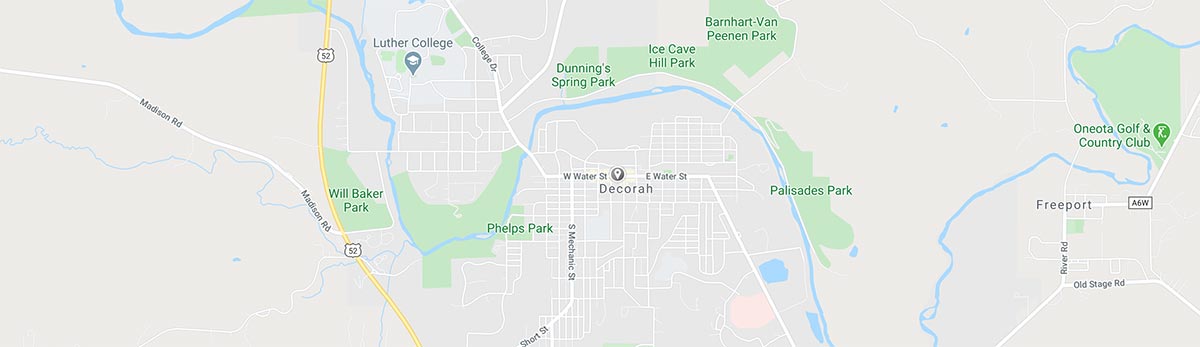 Barnhart-Van
Peenen Park
Luther College
College Dr
52
Ice Cave
Hill Park
Dunning's
Spring Park
Madison Rd
Oneota Golf &
Country Club
W Water St
E Water St
Decorah
Palisades Park
Will Baker
Park
Madison Rd
Freeport
A6W
Phelps Park
S Mechanic St
52
River Rd
Old Stage Rd
Short St